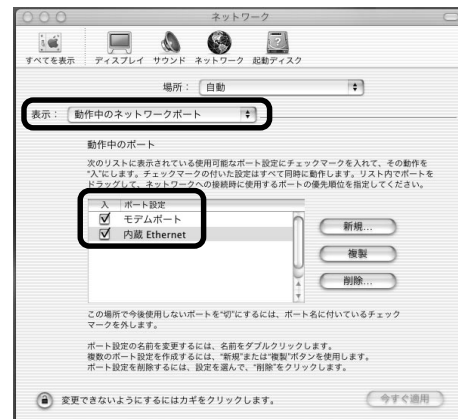 ネットワーク
すべてを表示 ディスプレイ サウンド ネットワーク 起動ディスク
場所： 自動
表示： 動作中のネットワークポート
動作中のポート
次のリストに表示されている使用可能なポート設定にチェックマークを入れて、その動作を
“入”にします。チェックマークの付いた設定はすべて同時に動作します。リスト内でポートを
ドラッグして、ネットワークへの接続時に使用するポートの優先順位を指定してください。
入 ポート設定
モデムポート
内蔵 Ethernet
新規...
複製
削除...
この場所で今後使用しないポートを“切”にするには、ポート名に付いているチェック
マークを外します。
ポート設定の名前を変更するには、名前をダブルクリックします。
複数のポート設定を作成するには、“新規”または“複製”ボタンを使用します。
ポート設定を削除するには、設定を選んで、“削除”をクリックします。
変更できないようにするにはカギをクリックします。
今すぐ適用